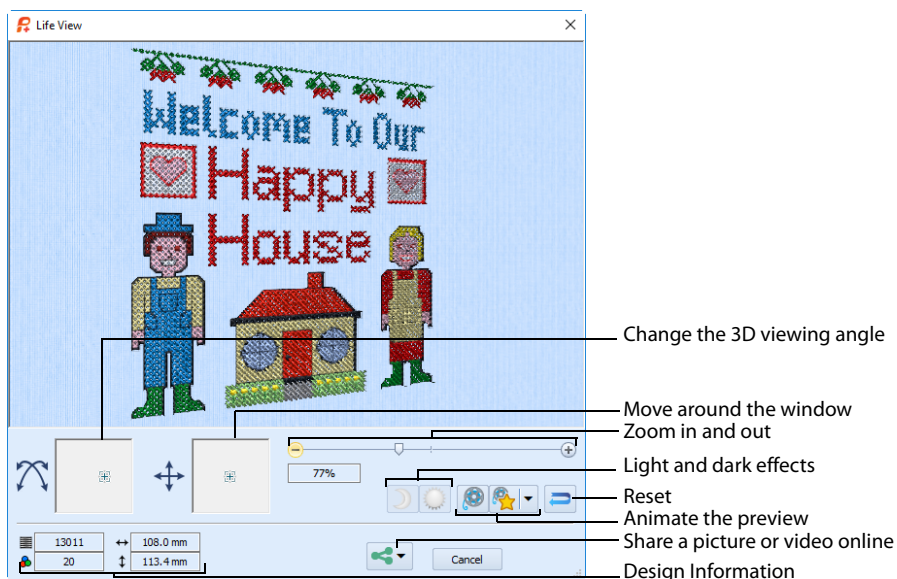 Life View
Welcome To Our
Happy
House
Change the 3D viewing angle
Move around the window
Zoom in and out
77%
Light and dark effects
Reset
Animate the preview
13011
108.0 mm
Share a picture or video online
20
113.4 mm
Cancel
Design Information